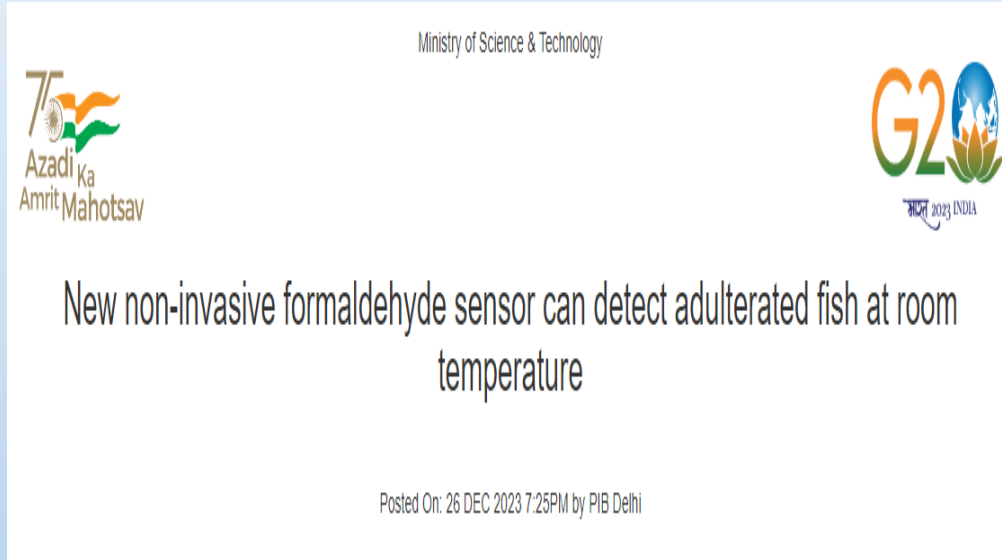 Ministry of Science & Technology
75
Azadi Ka
Amrit Mahotsav
G20
भारत 2023 INDIA
New non-invasive formaldehyde sensor can detect adulterated fish at room
temperature
Posted On: 26 DEC 2023 7:25PM by PIB Delhi